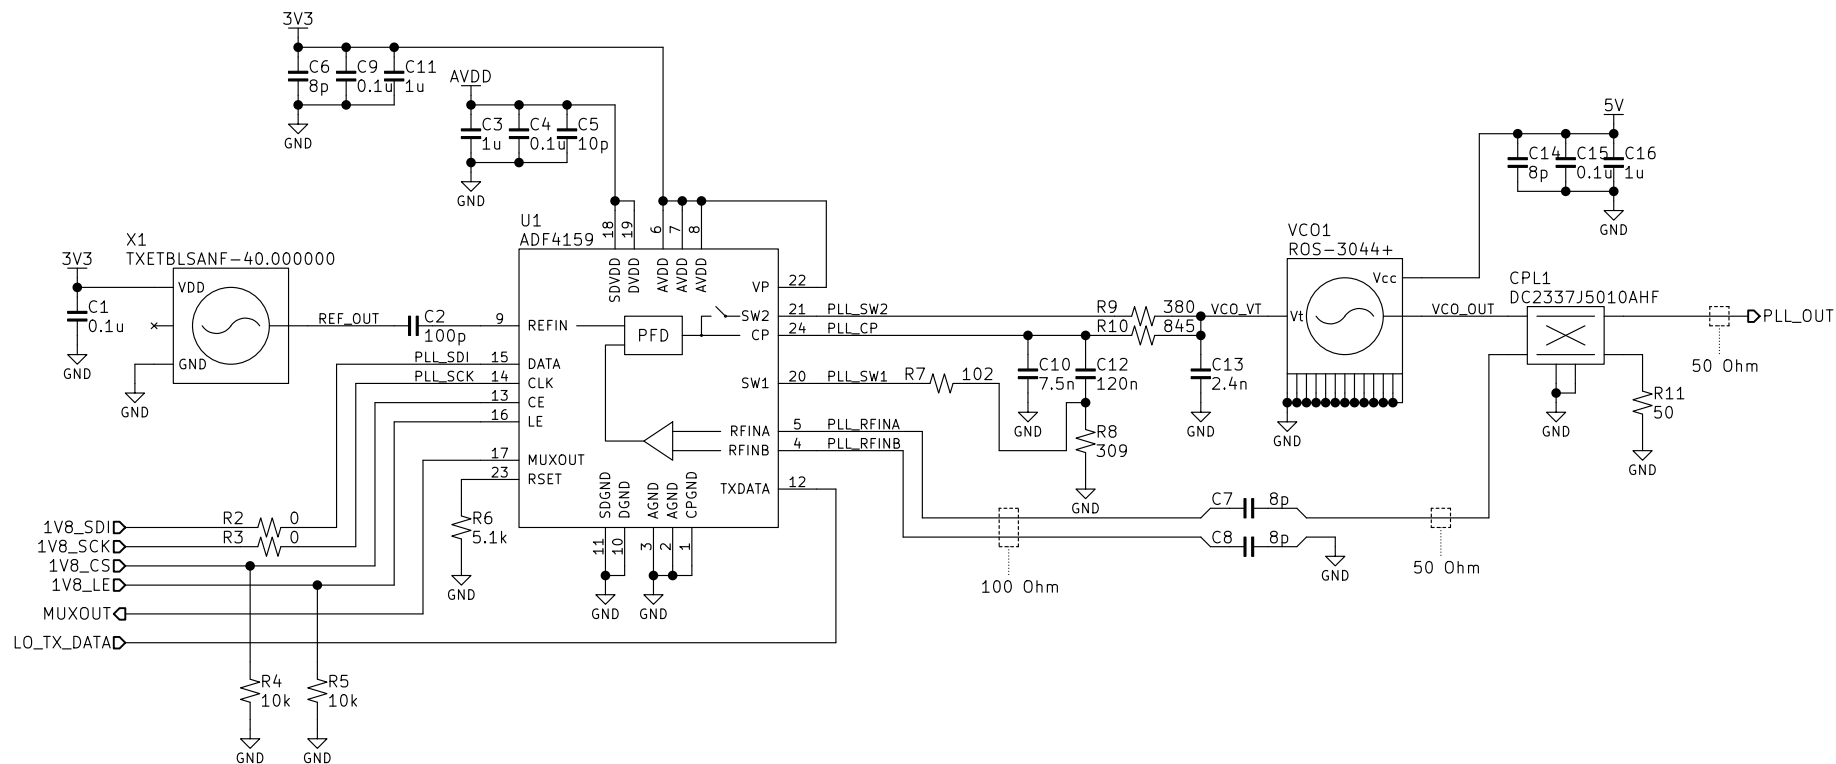 3V3
C6
8p
C9
0.1u
C11
1u
GND
AVDD
C3
1u
C4
0.1u
C5
10p
GND
5V
C14
8p
C15
0.1u
C16
1u
GND
X1
TXETBLSANF-40.000000
3V3
C1
0.1u
GND
VDD
GND
GND
REF_OUT
C2
100p
U1
ADF4159
18
19
6
7
8
SDVDD
DVDD
AVDD
AVDD
AVDD
9
REFIN
PFD
VP
22
PLL_SDI
15
DATA
PLL_SCK
14
CLK
13
CE
16
LE
17
MUXOUT
23
RSET
SW2
21
PLL_SW2
CP
24
PLL_CP
SW1
20
PLL_SW1
RFINA
5
PLL_RFINA
RFINB
4
PLL_RFINB
TXDATA
12
SDGND
DGND
AGND
AGND
CPGND
11
10
3
2
1
GND
GND
R6
5.1k
GND
R7
102
R9
380
R10
845
VCO_VT
C10
7.5n
GND
C12
120n
R8
309
GND
C13
2.4n
GND
VCO1
ROS-3044+
Vcc
Vt
GND
VCO_OUT
CPL1
DC2337J5010AHF
GND
R11
50
GND
50 Ohm
PLL_OUT
C7
8p
C8
8p
GND
100 Ohm
50 Ohm
1V8_SDI
R2
0
1V8_SCK
R3
0
1V8_CS
1V8_LE
MUXOUT
LO_TX_DATA
R4
10k
GND
R5
10k
GND